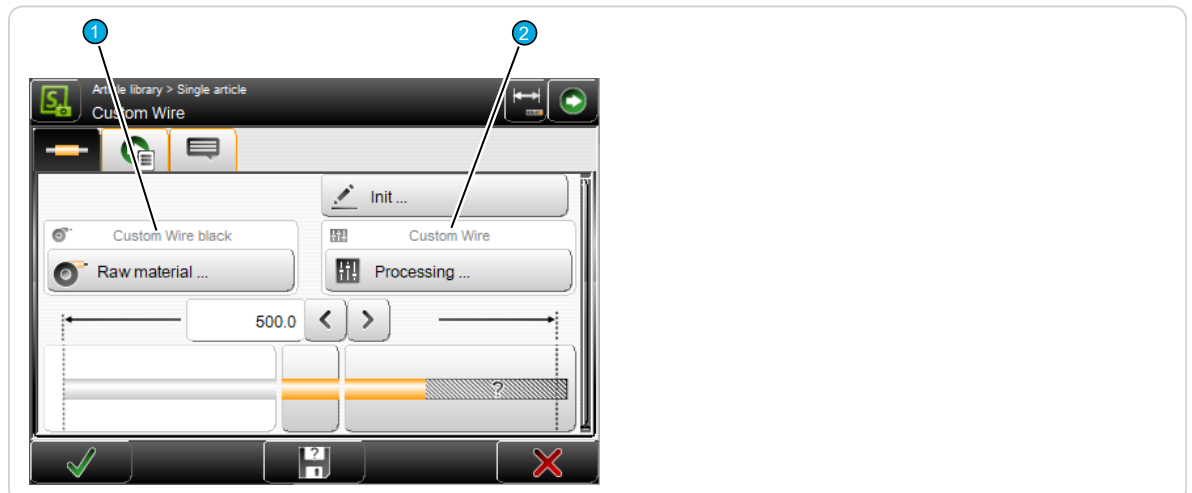 1 2
Article library > Single article
Custom Wire
Init ...
Custom Wire black Custom Wire
Raw material ... Processing ...
500.0
?
?